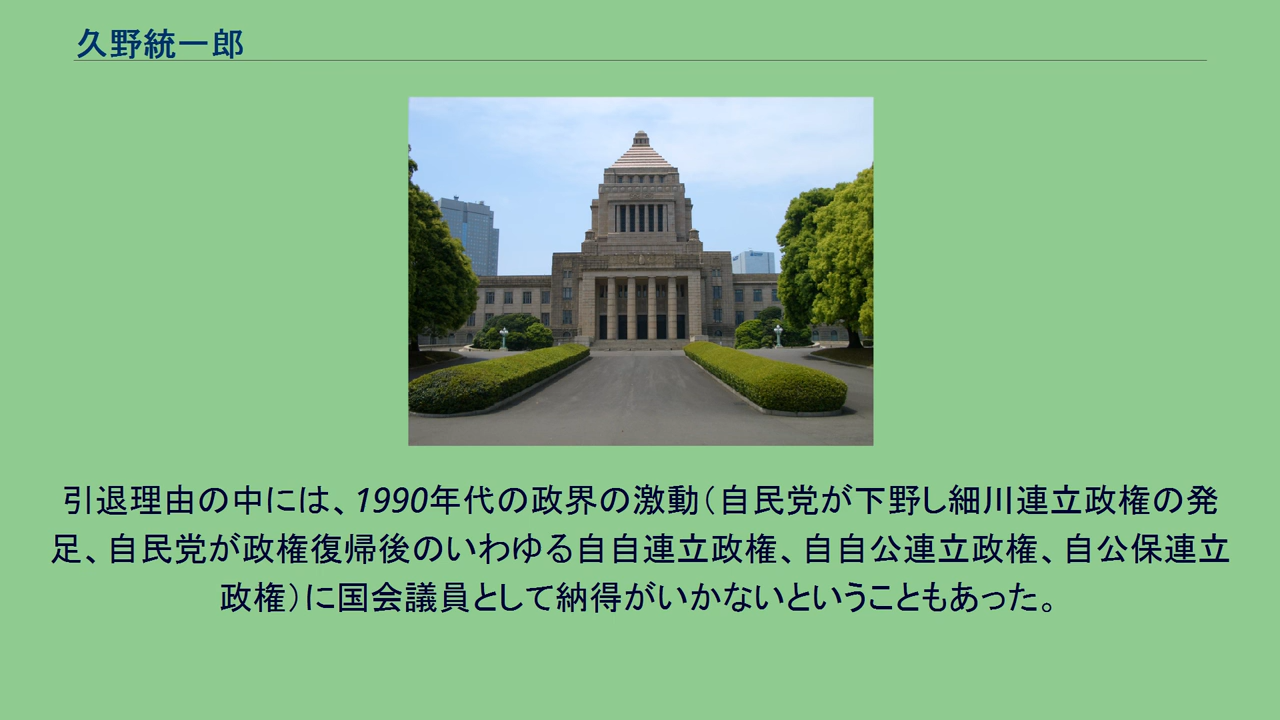 久野統一郎
引退理由の中には、1990年代の政界の激動（自民党が下野し細川連立政権の発
足、自民党が政権復帰後のいわゆる自自連立政権、自自公連立政権、自公保連立
政権）に国会議員として納得がいかないということもあった。